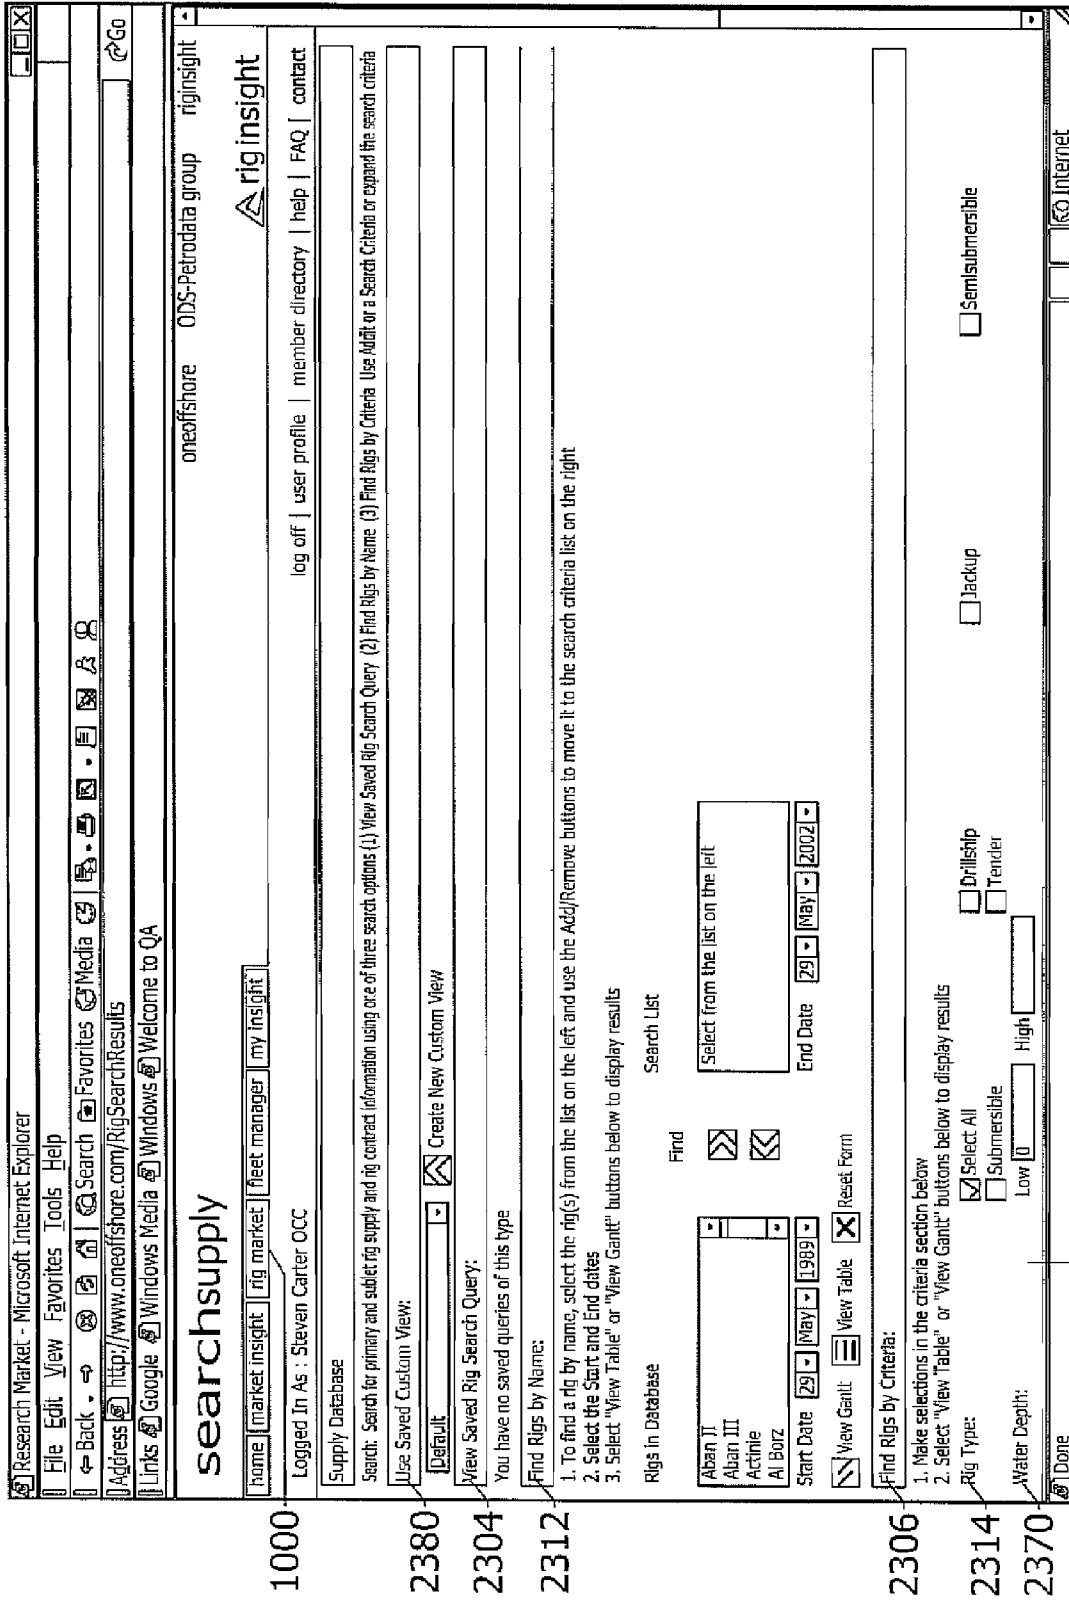 Research Market - Microsoft Internet Explorer
File Edit View Favorites Tools Help
Back Search Favorites Media
Address http://www.oneoffshore.com/RigSearchResults Go
Links Google Windows Media Windows Welcome to QA
oneoffshore ODS-Petrodata group riginsight
searchsupply
riginsight
home market insight rig market fleet manager my insight
1000
Logged In As : Steven Carter OCC
log off | user profile | member directory | help | FAQ | contact
Supply Database
Search: Search for primary and sublet rig supply and rig contract information using one of three search options (1) View Saved Rig Search Query (2) Find Rigs by Name (3) Find Rigs by Criteria Use Addit or a Search Criteria or expand the search criteria
2380
Use Saved Custom View:
Default Create New Custom View
2304
View Saved Rig Search Query:
You have no saved queries of this type
2312
Find Rigs by Name:
1. To find a rig by name, select the rig(s) from the list on the left and use the Add/Remove buttons to move it to the search criteria list on the right
2. Select the Start and End dates
3. Select "View Table" or "View Gantt" buttons below to display results
Rigs in Database Find Search List
Aban II
Aban III
Actinie
Al Borz
Select from the list on the left
Start Date 29 May 1989 End Date 29 May 2002
View Gantt View Table Reset Form
2306
Find Rigs by Criteria:
1. Make selections in the criteria section below
2. Select "View Table" or "View Gantt" buttons below to display results
2314
Rig Type: Select All Drillship Jackup Semisubmersible
Submersible Tender
2370
Water Depth: Low 0 High
Done Internet